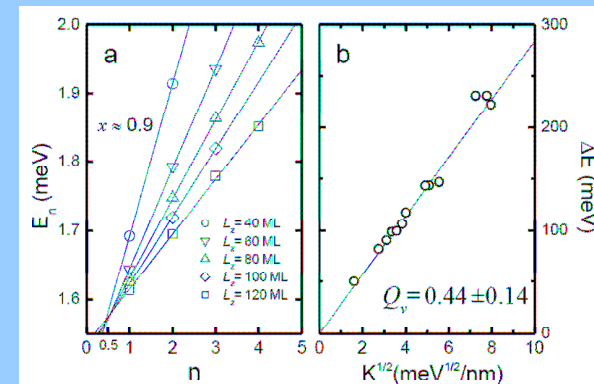 a
x ≈ 0.9
E_n (meV)
2.0
1.9
1.8
1.7
1.6
L_z = 40 ML
L_z = 60 ML
L_z = 80 ML
L_z = 100 ML
L_z = 120 ML
0 0.5 1 2 3 4 5
n
b
Q_v = 0.44 ±0.14
300
200
100
0
ΔE (meV)
0 2 4 6 8 10
K^1/2(meV^1/2/nm)